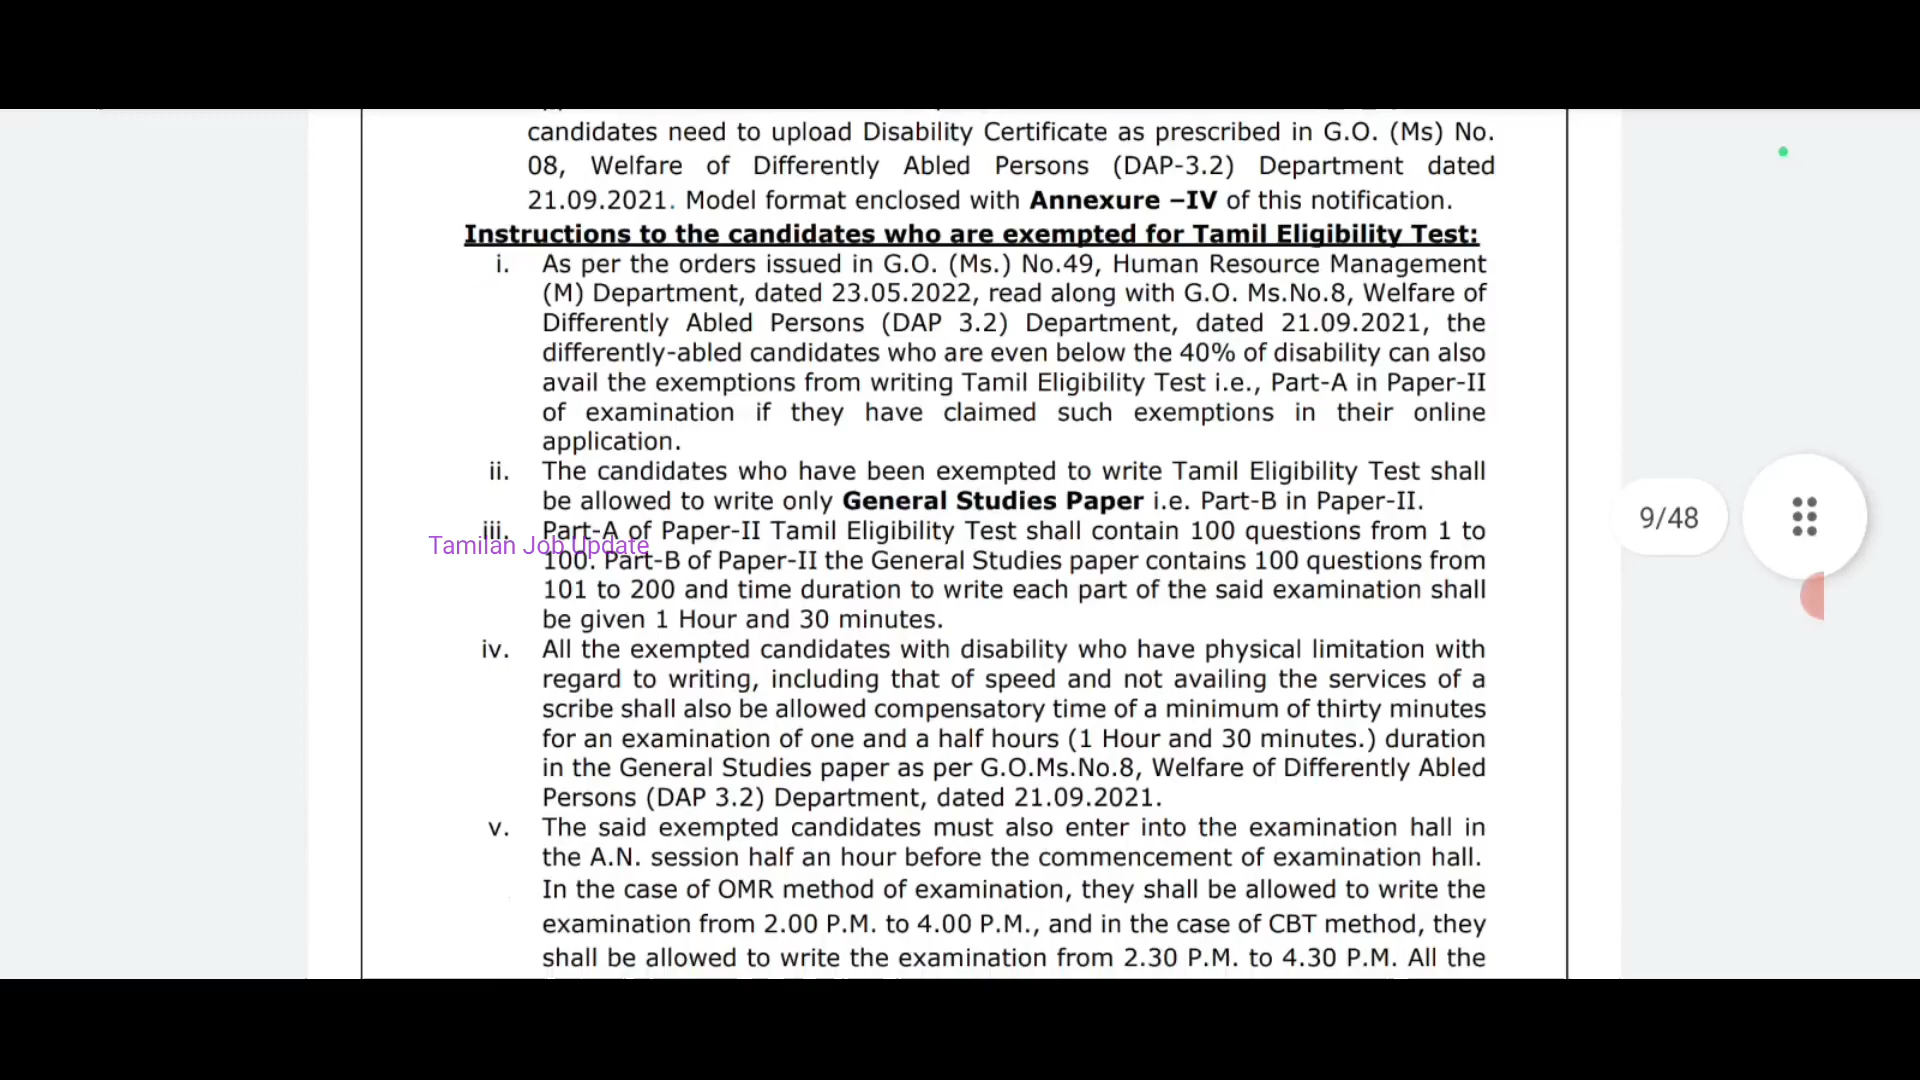 candidates need to upload Disability Certificate as prescribed in G.O. (Ms) No.
08, Welfare of Differently Abled Persons (DAP-3.2) Department dated
21.09.2021. Model format enclosed with Annexure –IV of this notification.
Instructions to the candidates who are exempted for Tamil Eligibility Test:
i. As per the orders issued in G.O. (Ms.) No.49, Human Resource Management
(M) Department, dated 23.05.2022, read along with G.O. Ms.No.8, Welfare of
Differently Abled Persons (DAP 3.2) Department, dated 21.09.2021, the
differently-abled candidates who are even below the 40% of disability can also
avail the exemptions from writing Tamil Eligibility Test i.e., Part-A in Paper-II
of examination if they have claimed such exemptions in their online
application.
ii. The candidates who have been exempted to write Tamil Eligibility Test shall
be allowed to write only General Studies Paper i.e. Part-B in Paper-II.
iii. Part-A of Paper-II Tamil Eligibility Test shall contain 100 questions from 1 to
Tamilan Job Update
100. Part-B of Paper-II the General Studies paper contains 100 questions from
101 to 200 and time duration to write each part of the said examination shall
be given 1 Hour and 30 minutes.
iv. All the exempted candidates with disability who have physical limitation with
regard to writing, including that of speed and not availing the services of a
scribe shall also be allowed compensatory time of a minimum of thirty minutes
for an examination of one and a half hours (1 Hour and 30 minutes.) duration
in the General Studies paper as per G.O.Ms.No.8, Welfare of Differently Abled
Persons (DAP 3.2) Department, dated 21.09.2021.
v. The said exempted candidates must also enter into the examination hall in
the A.N. session half an hour before the commencement of examination hall.
In the case of OMR method of examination, they shall be allowed to write the
examination from 2.00 P.M. to 4.00 P.M., and in the case of CBT method, they
shall be allowed to write the examination from 2.30 P.M. to 4.30 P.M. All the
9/48